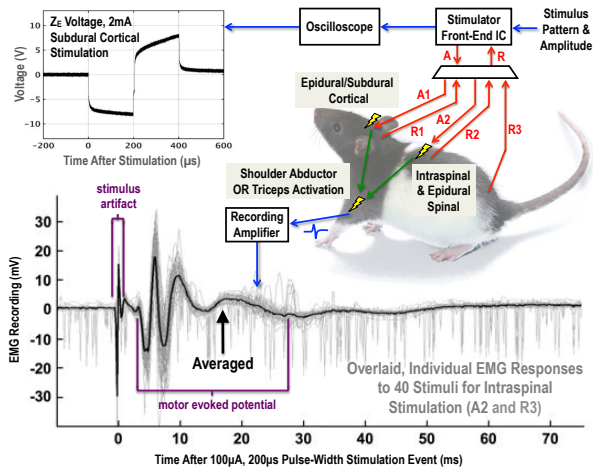 Z_E Voltage, 2mA
Subdural Cortical
Stimulation
Voltage (V)
10
5
0
-5
-10
−200
0
200
400
600
Time After Stimulation (µs)
Oscilloscope
Stimulator
Front-End IC
Stimulus
Pattern &
Amplitude
A
R
Epidural/Subdural
Cortical
A1
R1
A2
R2
R3
Shoulder Abductor
OR Triceps Activation
Intraspinal
& Epidural
Spinal
Recording
Amplifier
stimulus
artifact
EMG Recording (mV)
30
20
10
0
-10
-20
-30
Averaged
motor evoked potential
Overlaid, Individual EMG Responses
to 40 Stimuli for Intraspinal
Stimulation (A2 and R3)
0
10
20
30
40
50
60
70
Time After 100µA, 200µs Pulse-Width Stimulation Event (ms)